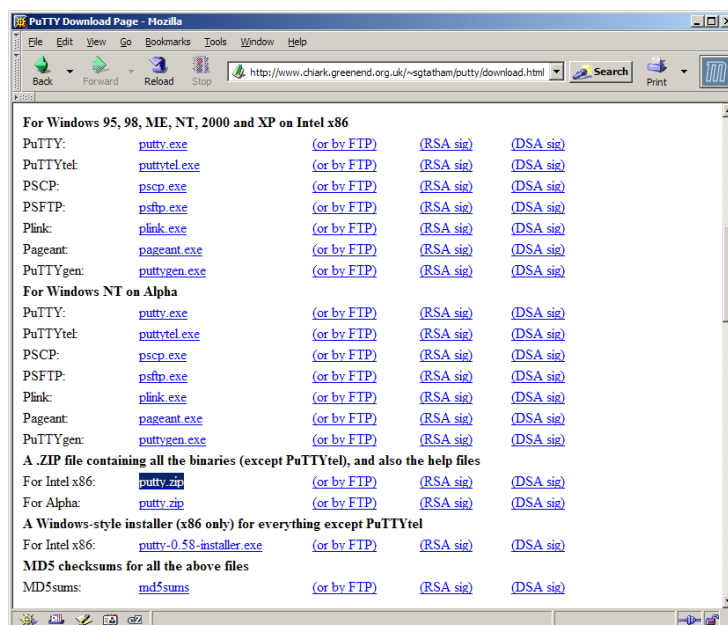 PuTTY Download Page - Mozilla
File Edit View Go Bookmarks Tools Window Help
Back Forward Reload Stop http://www.chiark.greenend.org.uk/~sgtatham/putty/download.html Search Print
For Windows 95, 98, ME, NT, 2000 and XP on Intel x86
PuTTY: putty.exe (or by FTP) (RSA sig) (DSA sig)
PuTTYtel: puttytel.exe (or by FTP) (RSA sig) (DSA sig)
PSCP: pscp.exe (or by FTP) (RSA sig) (DSA sig)
PSFTP: psftp.exe (or by FTP) (RSA sig) (DSA sig)
Plink: plink.exe (or by FTP) (RSA sig) (DSA sig)
Pageant: pageant.exe (or by FTP) (RSA sig) (DSA sig)
PuTTYgen: puttygen.exe (or by FTP) (RSA sig) (DSA sig)
For Windows NT on Alpha
PuTTY: putty.exe (or by FTP) (RSA sig) (DSA sig)
PuTTYtel: puttytel.exe (or by FTP) (RSA sig) (DSA sig)
PSCP: pscp.exe (or by FTP) (RSA sig) (DSA sig)
PSFTP: psftp.exe (or by FTP) (RSA sig) (DSA sig)
Plink: plink.exe (or by FTP) (RSA sig) (DSA sig)
Pageant: pageant.exe (or by FTP) (RSA sig) (DSA sig)
PuTTYgen: puttygen.exe (or by FTP) (RSA sig) (DSA sig)
A .ZIP file containing all the binaries (except PuTTYtel), and also the help files
For Intel x86: putty.zip (or by FTP) (RSA sig) (DSA sig)
For Alpha: putty.zip (or by FTP) (RSA sig) (DSA sig)
A Windows-style installer (x86 only) for everything except PuTTYtel
For Intel x86: putty-0.58-installer.exe (or by FTP) (RSA sig) (DSA sig)
MD5 checksums for all the above files
MD5sums: md5sums (or by FTP) (RSA sig) (DSA sig)